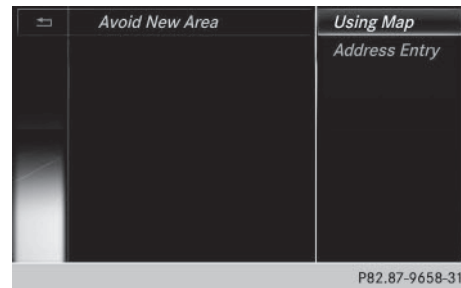 Avoid New Area
Using Map
Address Entry
P82.87-9658-31